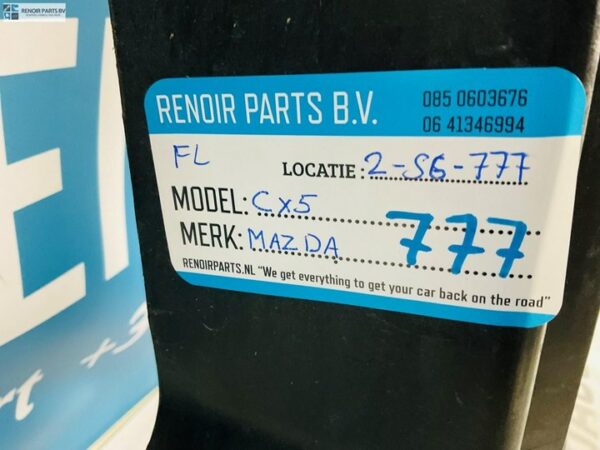 RENOIR PARTS BV
RENOIR PARTS B.V.
085 0603676
06 41346994
FL
LOCATIE: 2-S6-777
MODEL: CX5
MERK: MAZDA
777
RENOIRPARTS.NL "We get everything to get your car back on the road"